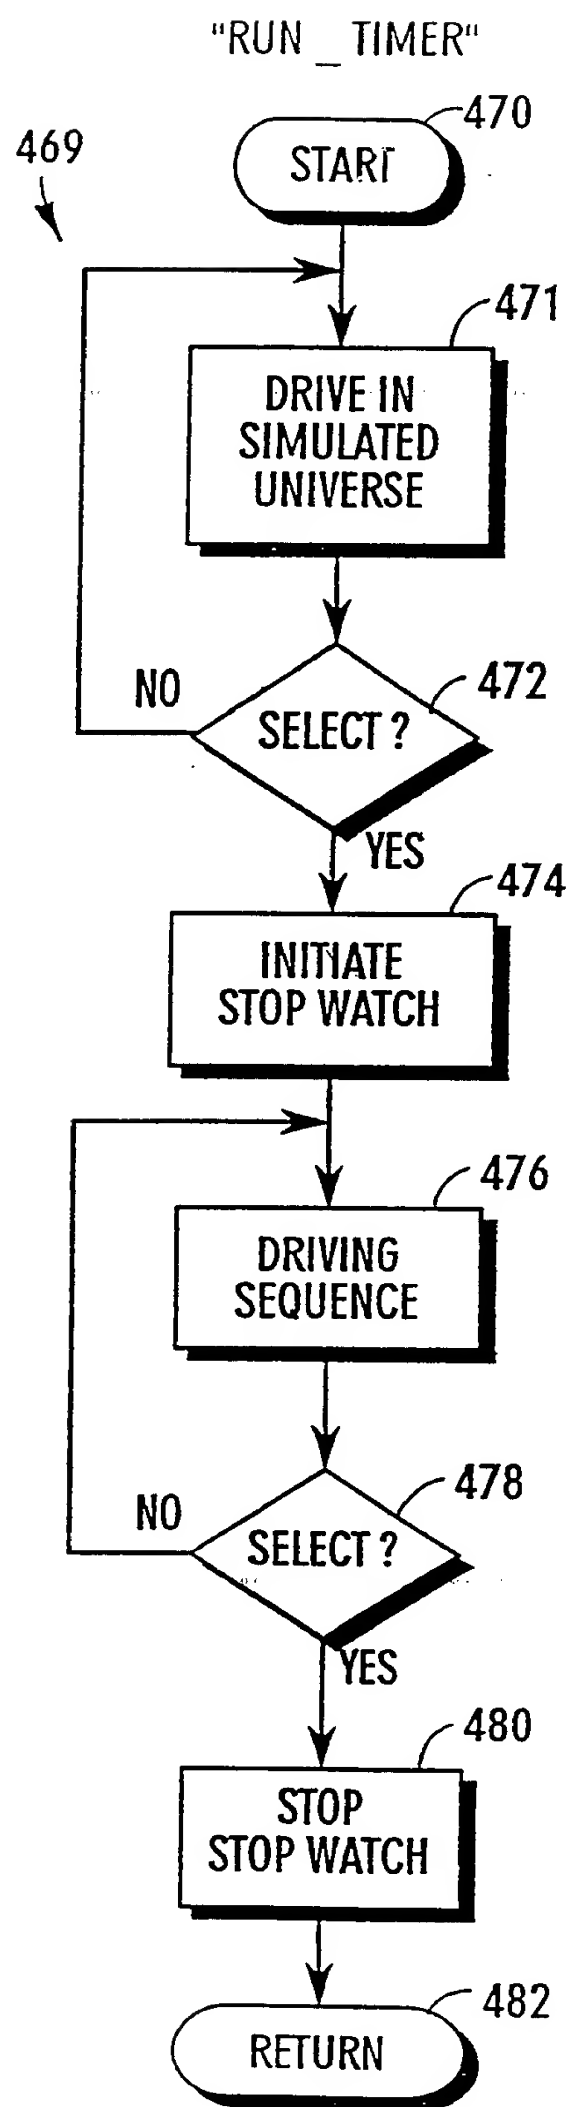 "RUN _ TIMER"
470
469
START
471
DRIVE IN
SIMULATED
UNIVERSE
NO
472
SELECT ?
YES
474
INITIATE
STOP WATCH
476
DRIVING
SEQUENCE
478
NO
SELECT ?
YES
480
STOP
STOP WATCH
482
RETURN